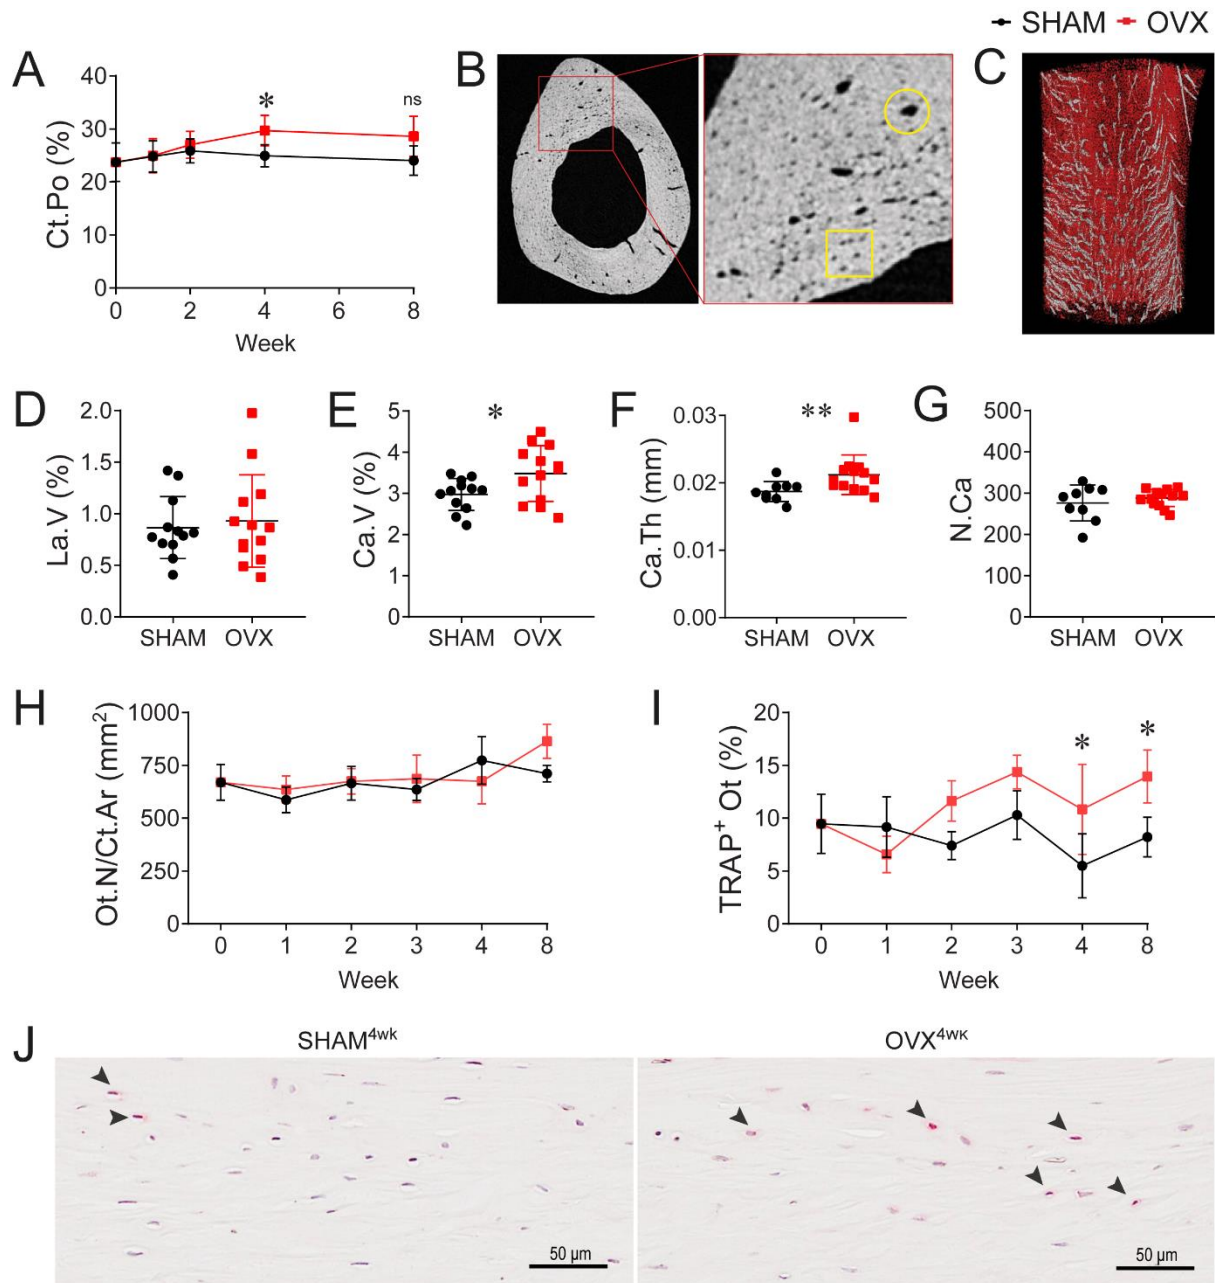 SHAM OVX
A
Ct.Po (%)
40
30
20
10
0
*
ns
0 2 4 6 8
Week
B
C
D
La.V (%)
2.0
1.5
1.0
0.5
0.0
SHAM OVX
E
Ca.V (%)
5
4
3
2
1
0
*
SHAM OVX
F
Ca.Th (mm)
0.03
0.02
0.01
0.00
**
SHAM OVX
G
N.Ca
500
400
300
200
100
0
SHAM OVX
H
Ot.N/Ct.Ar (mm²)
1000
750
500
250
0
0 1 2 3 4 8
Week
I
TRAP⁺ Ot (%)
20
15
10
5
0
* *
0 1 2 3 4 8
Week
J
SHAM⁴ʷᵏ
OVX⁴ʷᴷ
50 µm
50 µm